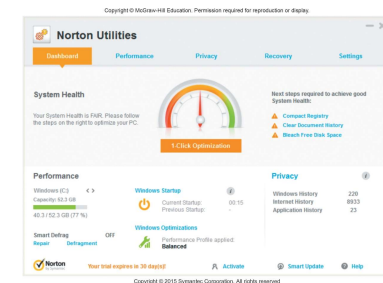 Copyright © McGraw-Hill Education. Permission required for reproduction or display.
Norton Utilities
Dashboard Performance Privacy Recovery Settings
System Health
Your System Health is FAIR. Please follow
the steps on the right to optimize your PC.
1-Click Optimization
Next steps required to achieve good
System Health:
Compact Registry
Clear Document History
Bleach Free Disk
Space
Performance
Windows (C:) < >
Capacity: 52.3 GB
40.3 / 52.3 GB (77 %)
Smart Defrag OFF
Repair Defragment
Windows Startup
Current Startup: 00:15
Previous Startup: -
Windows Optimizations
Performance Profile applied:
Balanced
Privacy
Windows History 220
Internet History 8933
Application History 23
Norton
by Symantec
Your trial expires in 30 day(s)!
Activate
Smart Update
Help
Copyright © 2015 Symantec Corporation. All rights reserved